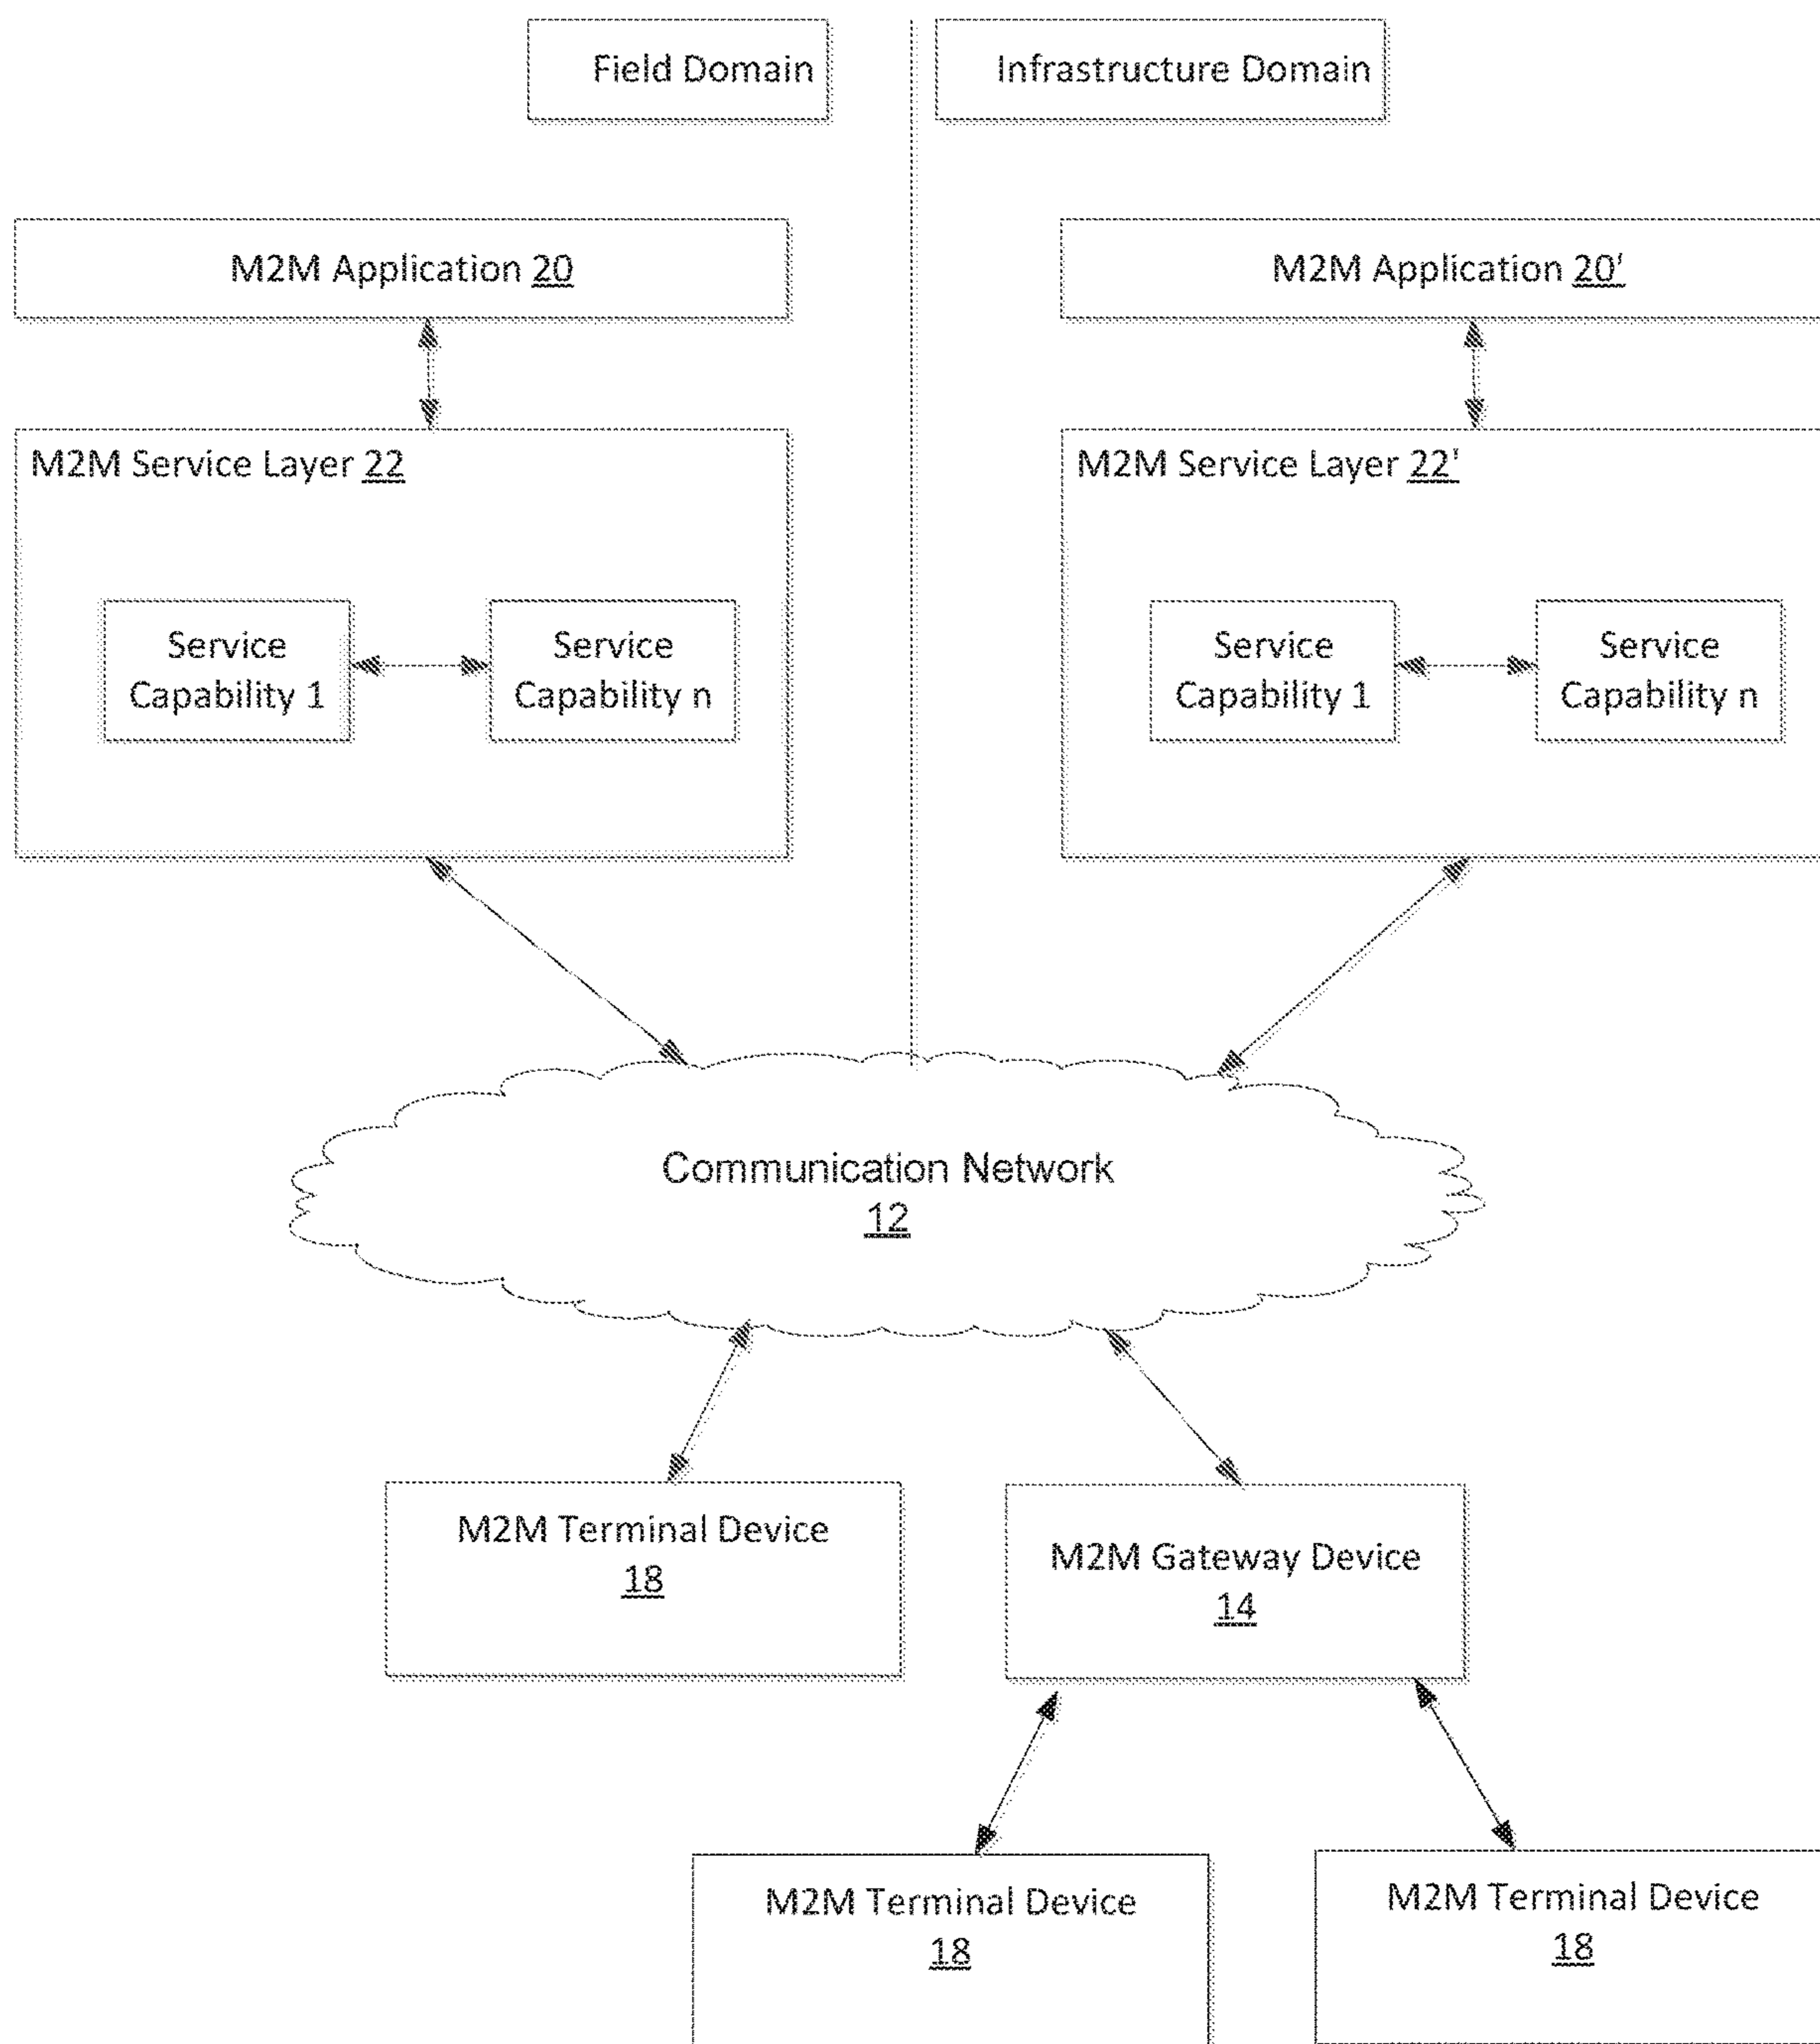 Field Domain
Infrastructure Domain
M2M Application 20
M2M Application 20'
M2M Service Layer 22
M2M Service Layer 22'
Service
Capability 1
Service
Capability n
Service
Capability 1
Service
Capability n
Communication Network
12
M2M Terminal Device
18
M2M Gateway Device
14
M2M Terminal Device
18
M2M Terminal Device
18